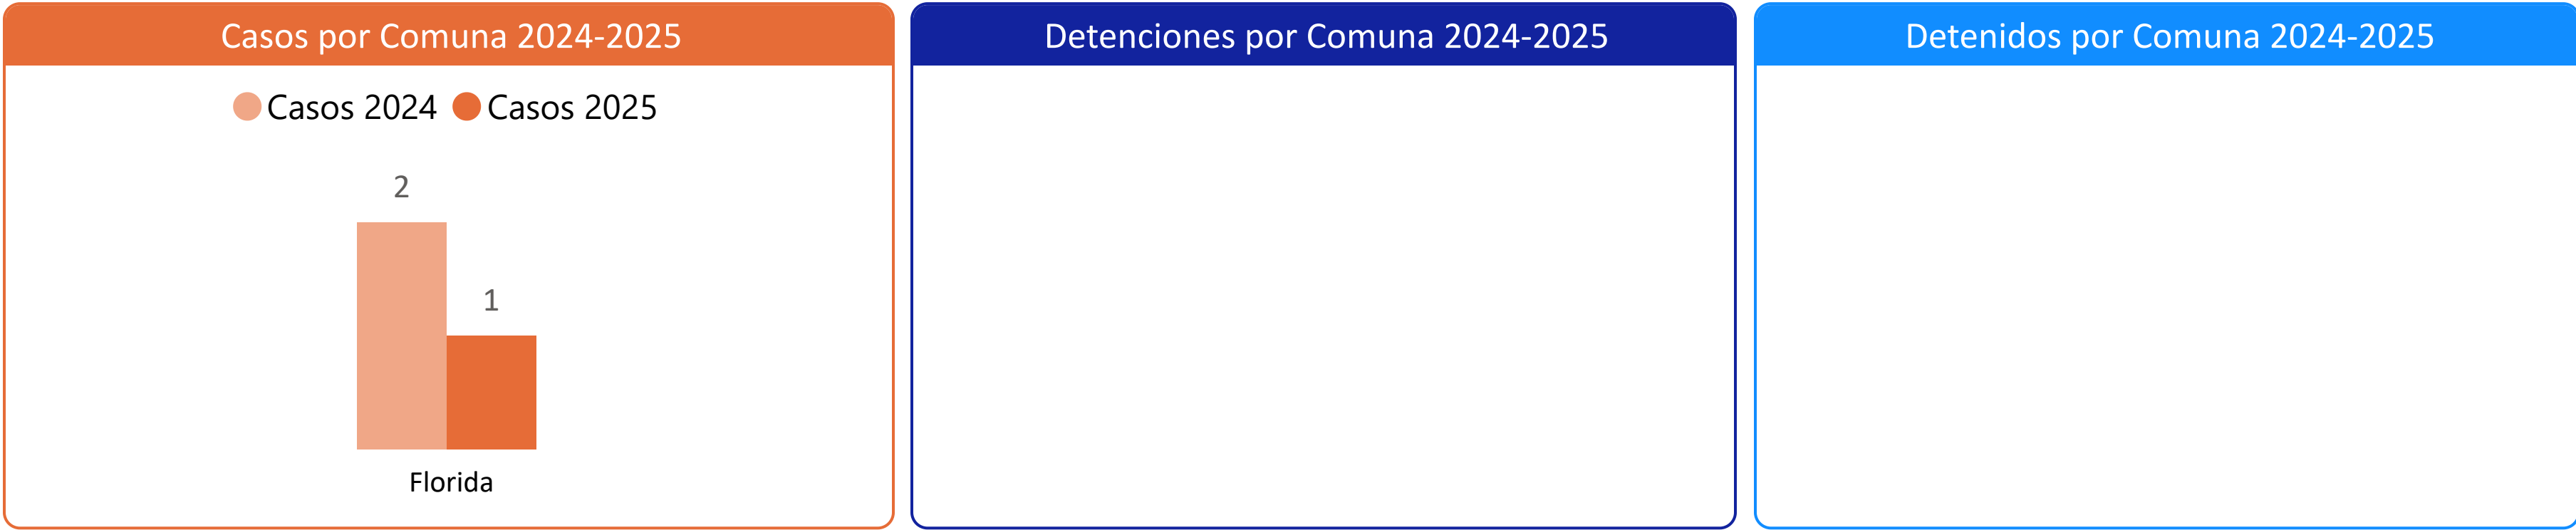 Casos por Comuna 2024-2025
Casos 2024 Casos 2025
2
1
Florida
Detenciones por Comuna 2024-2025
Detenidos por Comuna 2024-2025